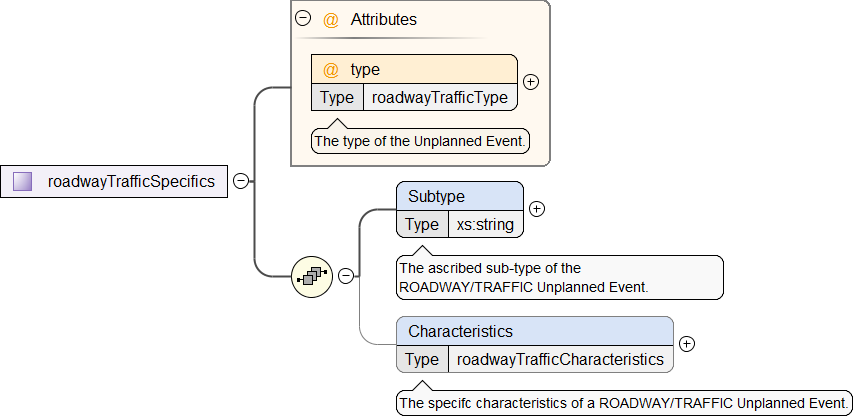 @ Attributes
@ type
Type roadwayTrafficType
The type of the Unplanned Event.
roadwayTrafficSpecifics
Subtype
Type xs:string
The ascribed sub-type of the
ROADWAY/TRAFFIC Unplanned Event.
Characteristics
Type roadwayTrafficCharacteristics
The specifc characteristics of a ROADWAY/TRAFFIC Unplanned Event.